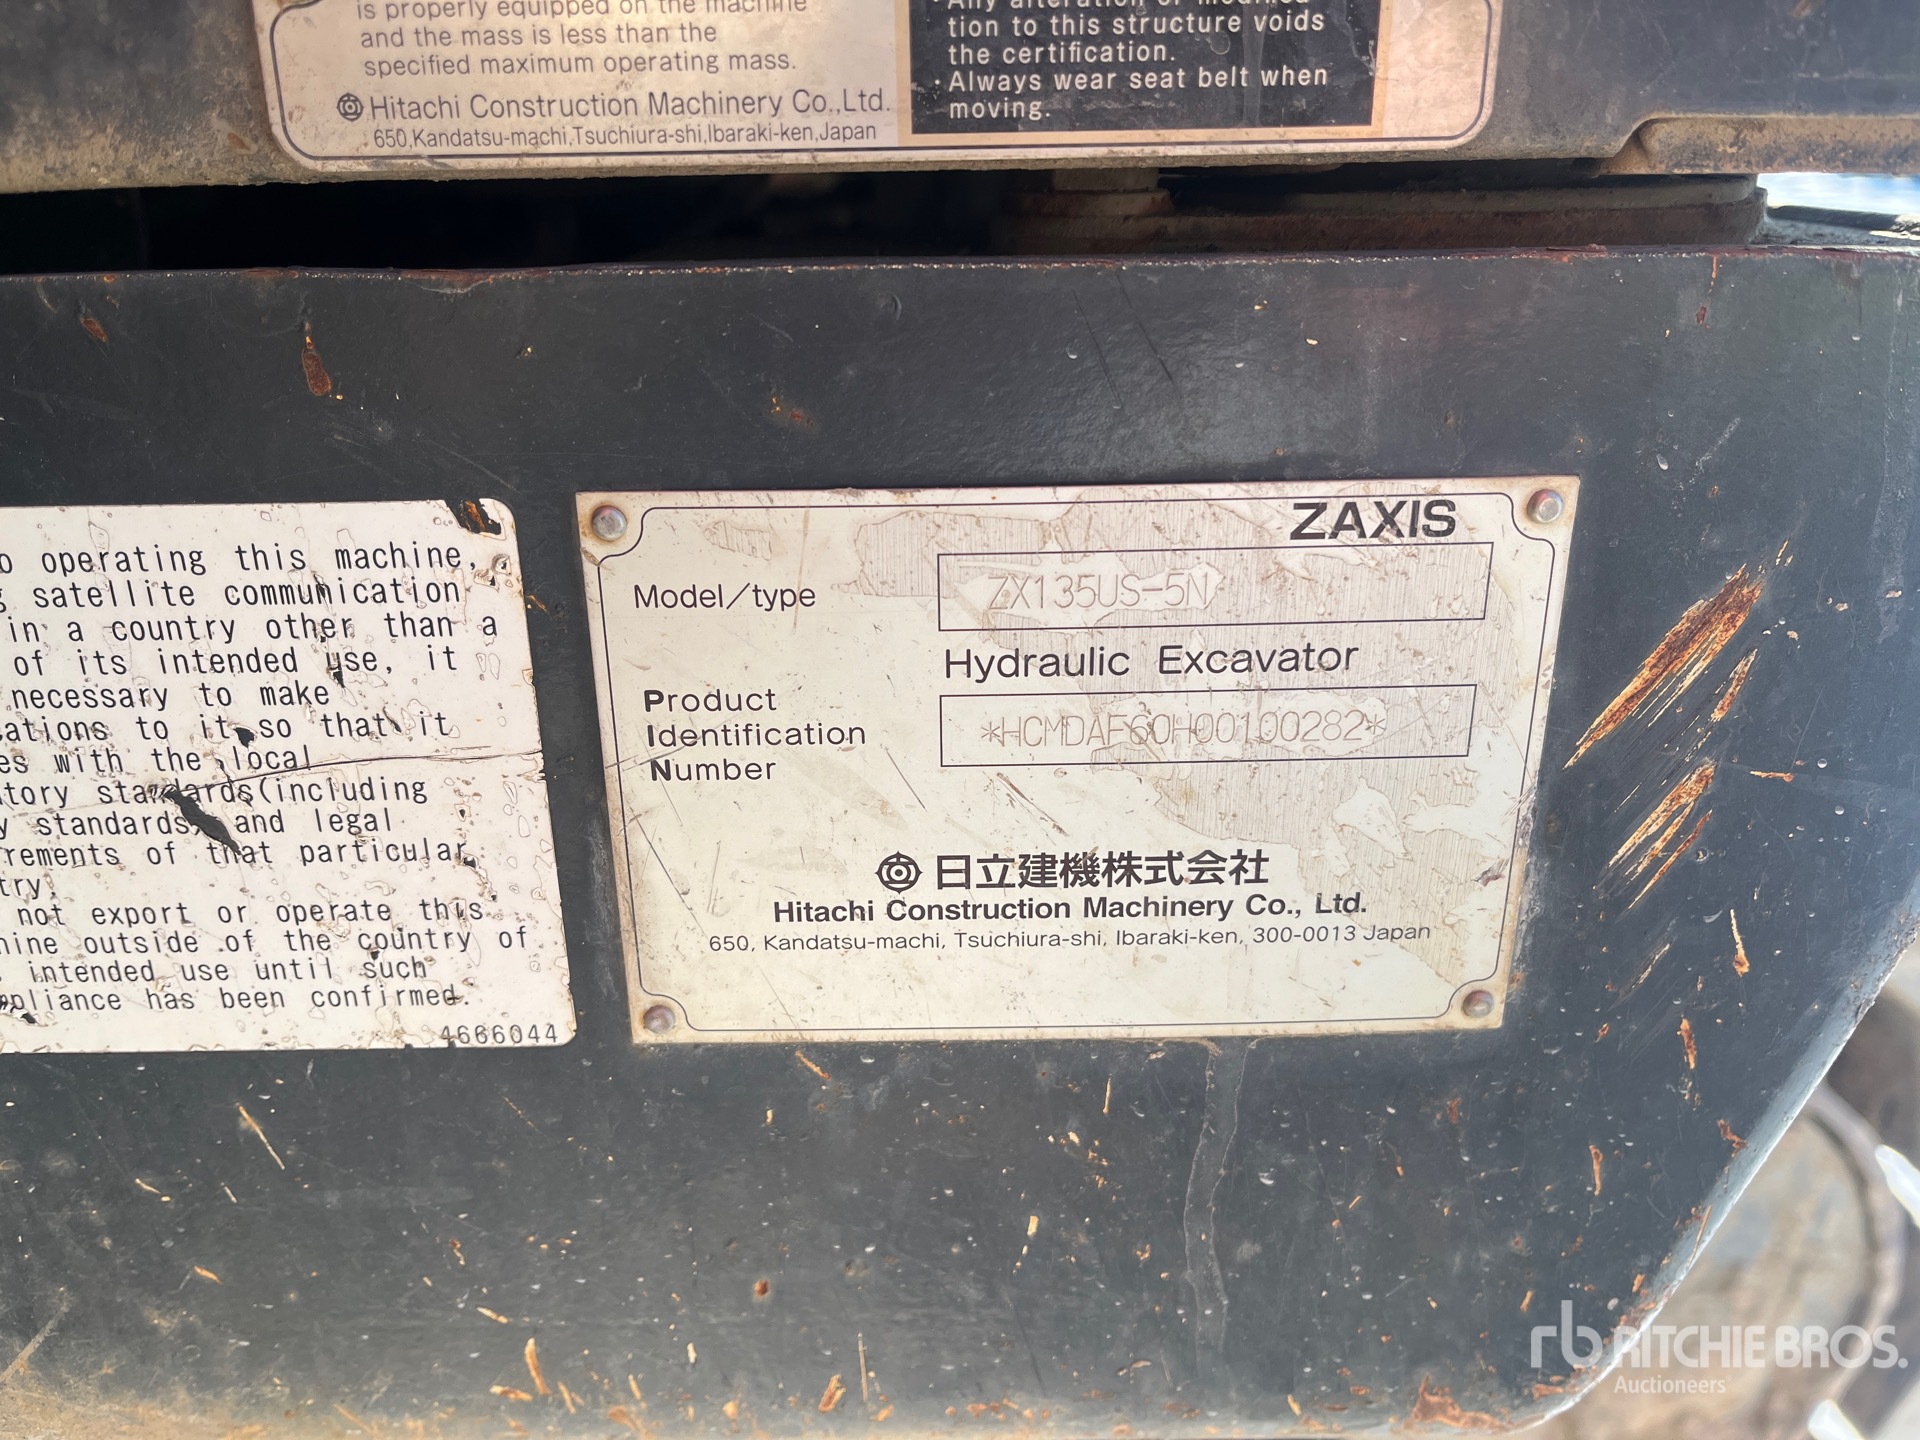 is properly equipped on the machine
and the mass is less than the
specified maximum operating mass.
Hitachi Construction Machinery Co.,Ltd.
650,Kandatsu-machi,Tsuchiura-shi,Ibaraki-ken,Japan
·Any alteration or modifica-
tion to this structure voids
the certification.
·Always wear seat belt when
moving.
operating this machine,
satellite communication
in a country other than a
of its intended use, it
necessary to make
to it so that it
with the local
standards(including
standards, and legal
of that particular
not export or operate this
outside of the country of
intended use until such
has been confirmed.
4666044
ZAXIS
Model/type
ZX135US-5N
Hydraulic Excavator
Product
Identification
Number
*HCMDAF60H00100282*
日立建機株式会社
Hitachi Construction Machinery Co., Ltd.
650, Kandatsu-machi, Tsuchiura-shi, Ibaraki-ken, 300-0013 Japan
rb RITCHIE BROS.
Auctioneers